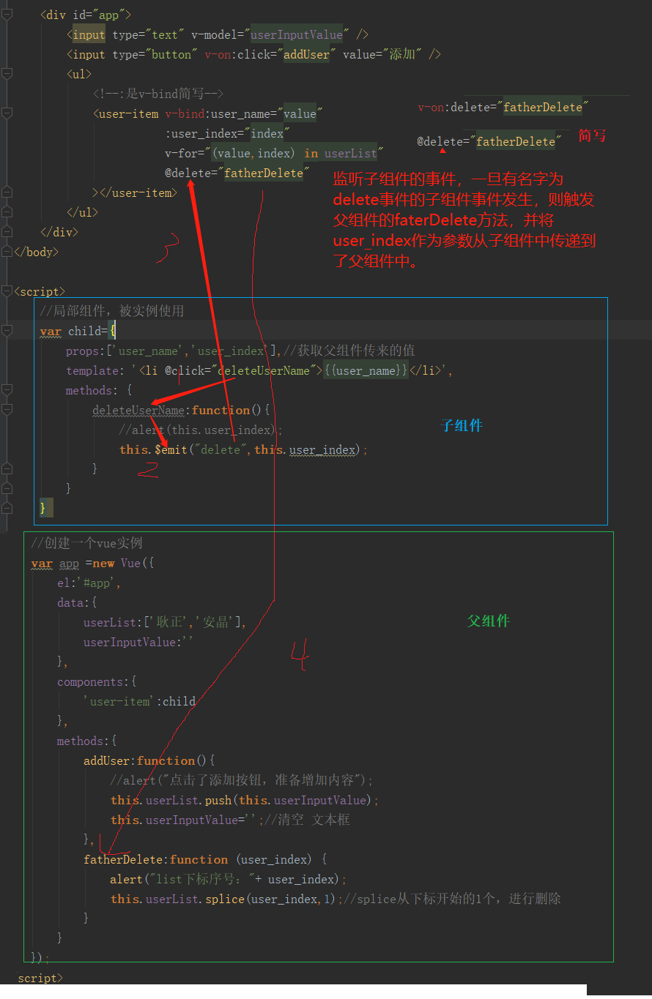 <div id="app">
<input type="text" v-model="userInputValue" />
<input type="button" v-on:click="addUser" value="添加" />
<ul>
<!--:是v-bind简写-->
<user-item v-bind:user_name="value"
:user_index="index"
v-for="(value,index) in userList"
@delete="fatherDelete"
></user-item>
</ul>
</div>
</body>
v-on:delete="fatherDelete"
@delete="fatherDelete" 简写
监听子组件的事件，一旦有名字为
delete事件的子组件事件发生，则触发
父组件的faterDelete方法，并将
user_index作为参数从子组件中传递到
了父组件中。
3
<script>
//局部组件，被实例使用
var child={
props:['user_name','user_index'],//获取父组件传来的值
template: '<li @click="deleteUserName">{{user_name}}</li>',
1
methods: {
deleteUserName:function(){
//alert(this.user_index);
this.$emit("delete",this.user_index);
2
}
}
}
子组件
//创建一个vue实例
var app =new Vue({
el:'#app',
data:{
userList:['耿正','安晶'],
userInputValue:''
},
父组件
4
components:{
'user-item':child
},
methods:{
addUser:function(){
//alert("点击了添加按钮，准备增加内容");
this.userList.push(this.userInputValue);
this.userInputValue='';//清空 文本框
},
fatherDelete:function (user_index) {
alert("list下标序号："+ user_index);
this.userList.splice(user_index,1);//splice从下标开始的1个，进行删除
}
}
});
script>